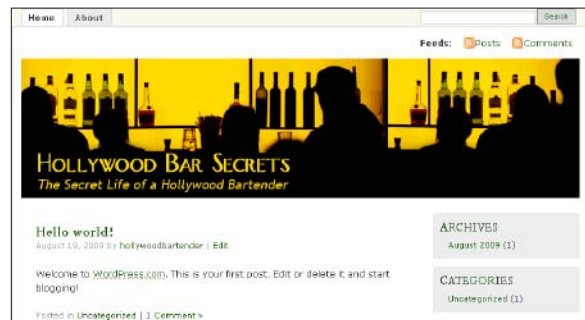 Home About Search
Feeds: Posts Comments
HOLLYWOOD BAR SECRETS
The Secret Life of a Hollywood Bartender
Hello world!
August 19, 2009 by hollywoodbartender | Edit
Welcome to WordPress.com. This is your first post. Edit or delete it and start
blogging!
Posted in Uncategorized | 1 Comment »
ARCHIVES
August 2009 (1)
CATEGORIES
Uncategorized (1)